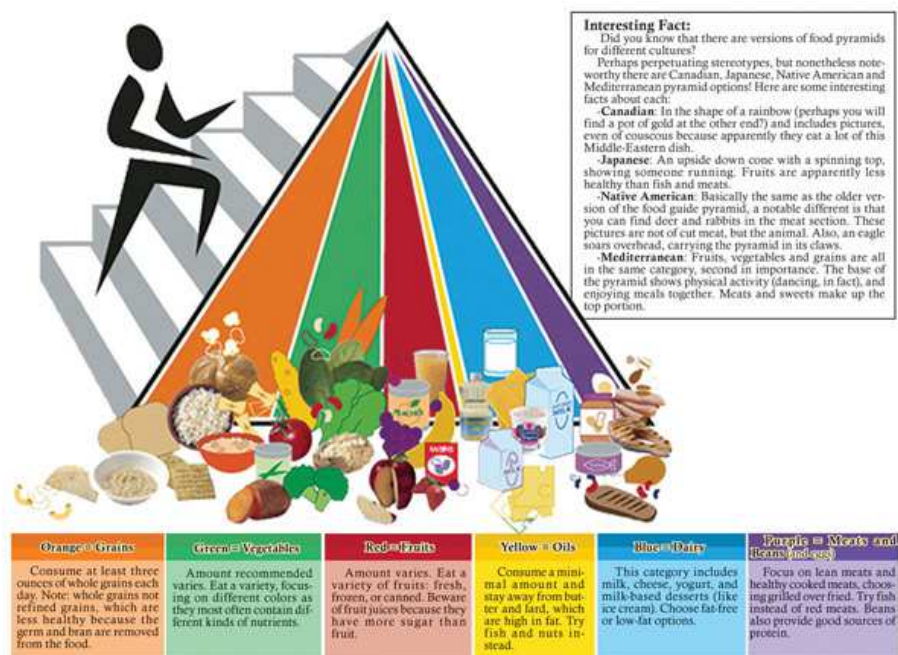 Interesting Fact:
Did you know that there are versions of food pyramids
for different cultures?
Perhaps perpetuating stereotypes, but nonetheless note-
worthy there are Canadian, Japanese, Native American and
Mediterranean pyramid options! Here are some interesting
facts about each:
-Canadian: In the shape of a rainbow (perhaps you will
find a pot of gold at the other end?) and includes pictures,
even of couscous because apparently they eat a lot of this
Middle-Eastern dish.
-Japanese: An upside down cone with a spinning top,
showing someone running. Fruits are apparently less
healthy than fish and meats.
-Native American: Basically the same as the older ver-
sion of the food guide pyramid, a notable different is that
you can find deer and rabbits in the meat section. These
pictures are not of cut meat, but the animal. Also, an eagle
soars overhead, carrying the pyramid in its claws.
-Mediterranean: Fruits, vegetables and grains are all
in the same category, second in importance. The base of
the pyramid shows physical activity (dancing, in fact), and
enjoying meals together. Meats and sweets make up the
top portion.
MILK
MILK
Orange = Grains
Consume at least three
ounces of whole grains each
day. Note: whole grains not
refined grains, which are
less healthy because the
germ and bran are removed
from the food.
Green = Vegetables
Amount recommended
varies. Eat a variety, focus-
ing on different colors as
they most often contain dif-
ferent kinds of nutrients.
Red = Fruits
Amount varies. Eat a
variety of fruits: fresh,
frozen, or canned. Beware
of fruit juices because they
have more sugar than
fruit.
Yellow = Oils
Consume a mini-
mal amount and
stay away from but-
ter and lard, which
are high in fat. Try
fish and nuts in-
stead.
Blue = Dairy
This category includes
milk, cheese, yogurt, and
milk-based desserts (like
ice cream). Choose fat-free
or low-fat options.
Purple = Meats and
Beans (and eggs)
Focus on lean meats and
healthy cooked meats, choos-
ing grilled over fried. Try fish
instead of red meats. Beans
also provide good sources of
protein.